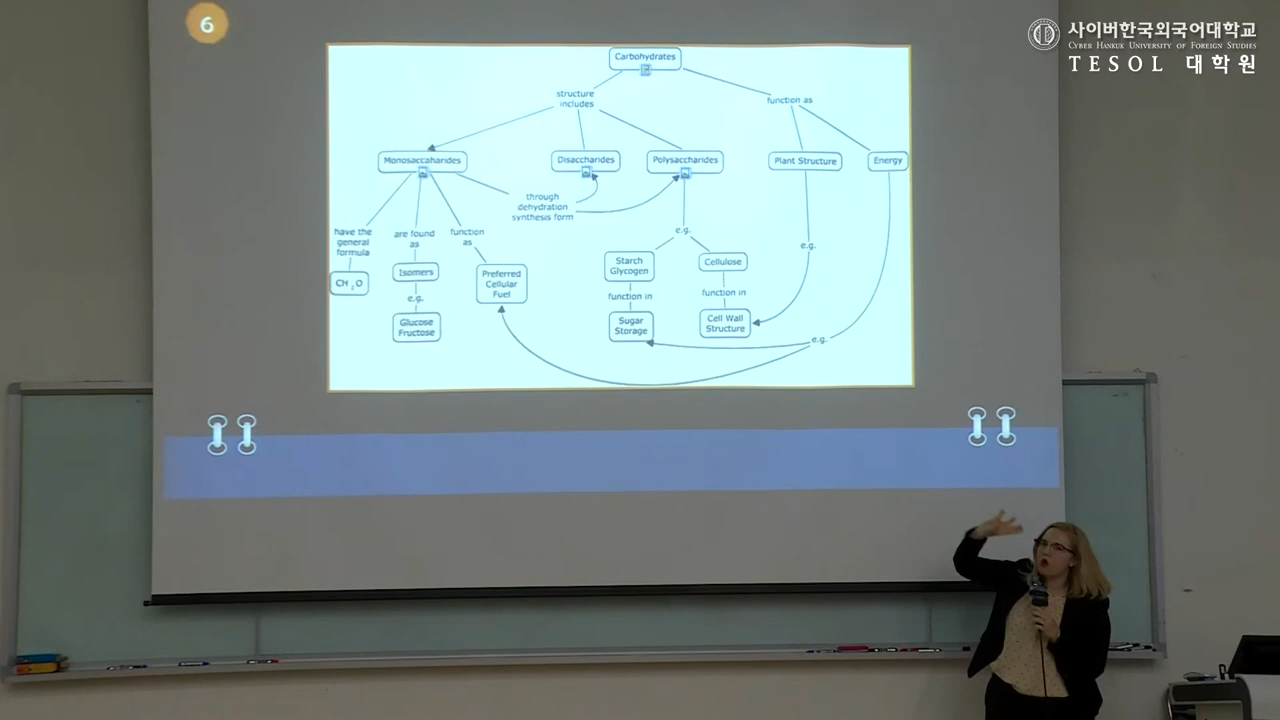 6
사이버한국외국어대학교
CYBER HANKUK UNIVERSITY OF FOREIGN STUDIES
TESOL 대학원
Carbohydrates
structure
includes
function as
Monosaccaharides
Disaccharides
Polysaccharides
Plant Structure
Energy
through
dehydration
synthesis form
have the
general
formula
are found
as
function
as
e.g.
e.g.
CH2O
Isomers
Preferred
Cellular
Fuel
Starch
Glycogen
Cellulose
e.g.
function in
function in
Glucose
Fructose
Sugar
Storage
Cell Wall
Structure
e.g.